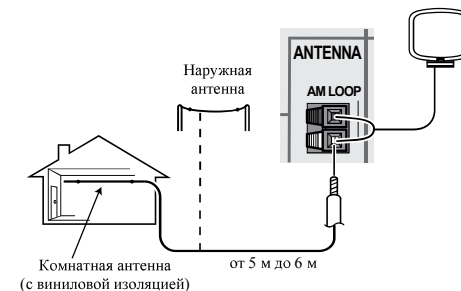 ANTENNA
AM LOOP
Наружная
антенна
Комнатная антенна
(с виниловой изоляцией)
от 5 м до 6 м